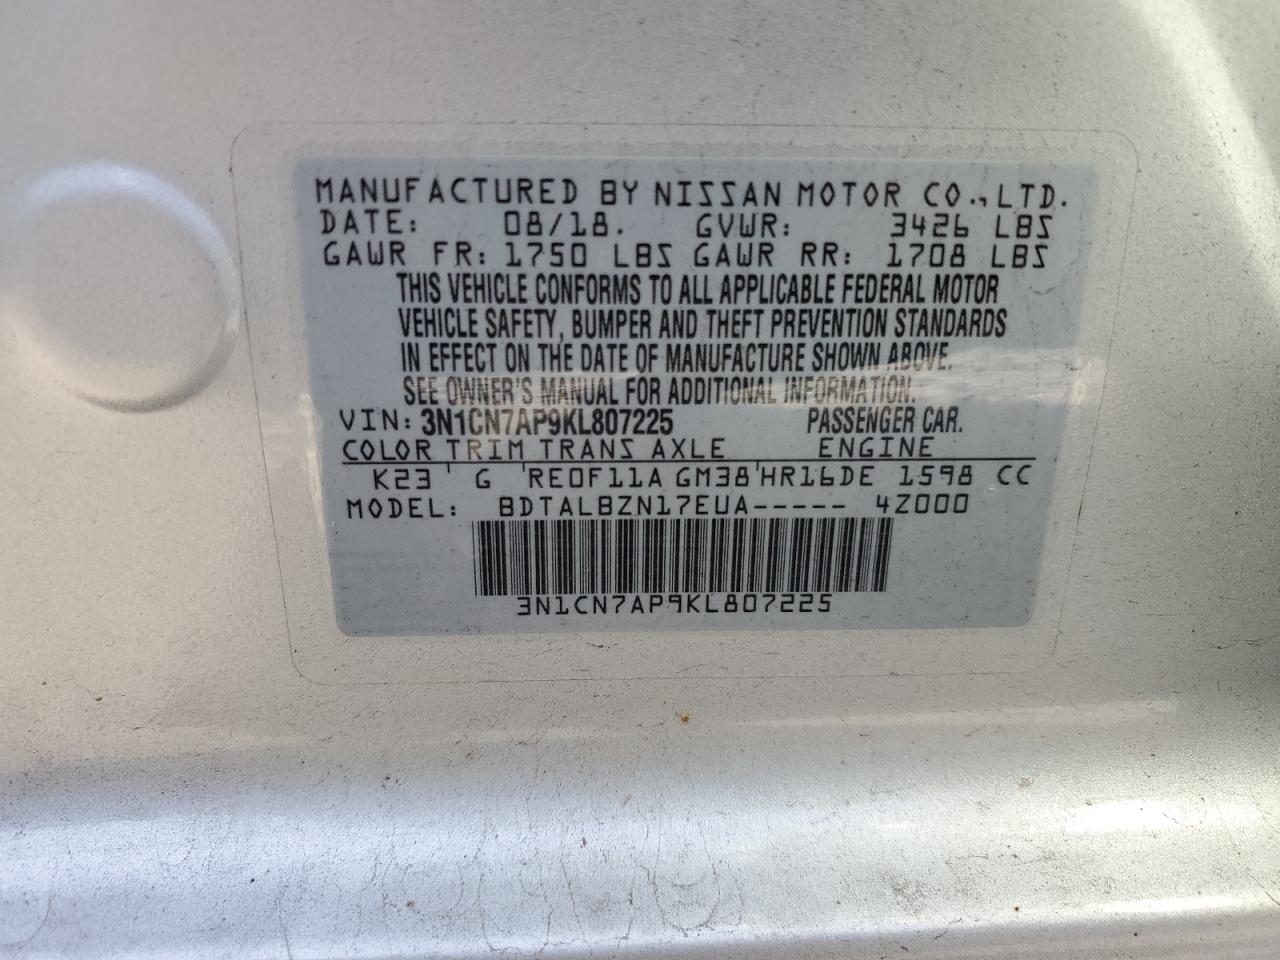 MANUFACTURED BY NISSAN MOTOR CO., LTD.
DATE: 08/18. GVWR: 3426 LBS
GAWR FR: 1750 LBS GAWR RR: 1708 LBS
THIS VEHICLE CONFORMS TO ALL APPLICABLE FEDERAL MOTOR
VEHICLE SAFETY, BUMPER AND THEFT PREVENTION STANDARDS
IN EFFECT ON THE DATE OF MANUFACTURE SHOWN ABOVE.
SEE OWNER'S MANUAL FOR ADDITIONAL INFORMATION.
VIN: 3N1CN7AP9KL807225 PASSENGER CAR.
COLOR TRIM TRANS AXLE ENGINE
K23 ' G ' RE0F11A GM38 ' HR16DE 1598 CC
MODEL: BDTALBZN17EUA----- 4Z000
3N1CN7AP9KL807225